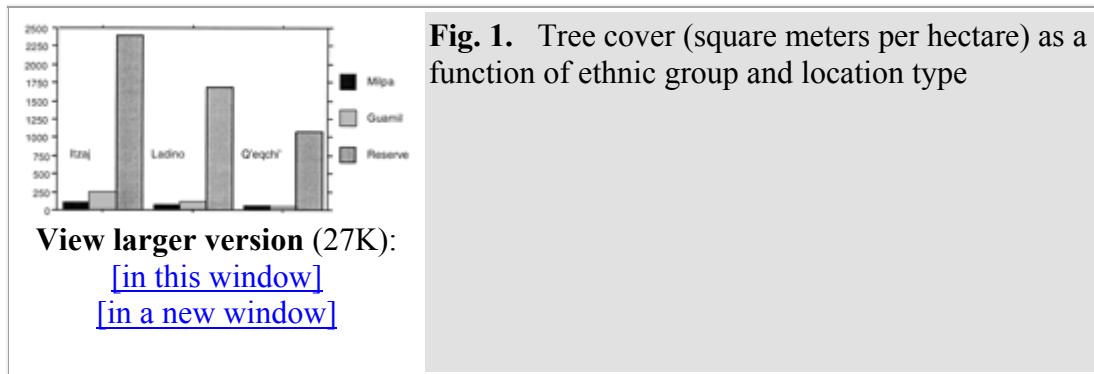 2500
2250
2000
1750
1500
1250
1000
750
500
250
0
Itzaj
Ladino
Q'eqchi'
Milpa
Guamil
Reserve
View larger version (27K):
[in this window]
[in a new window]
Fig. 1. Tree cover (square meters per hectare) as a
function of ethnic group and location type